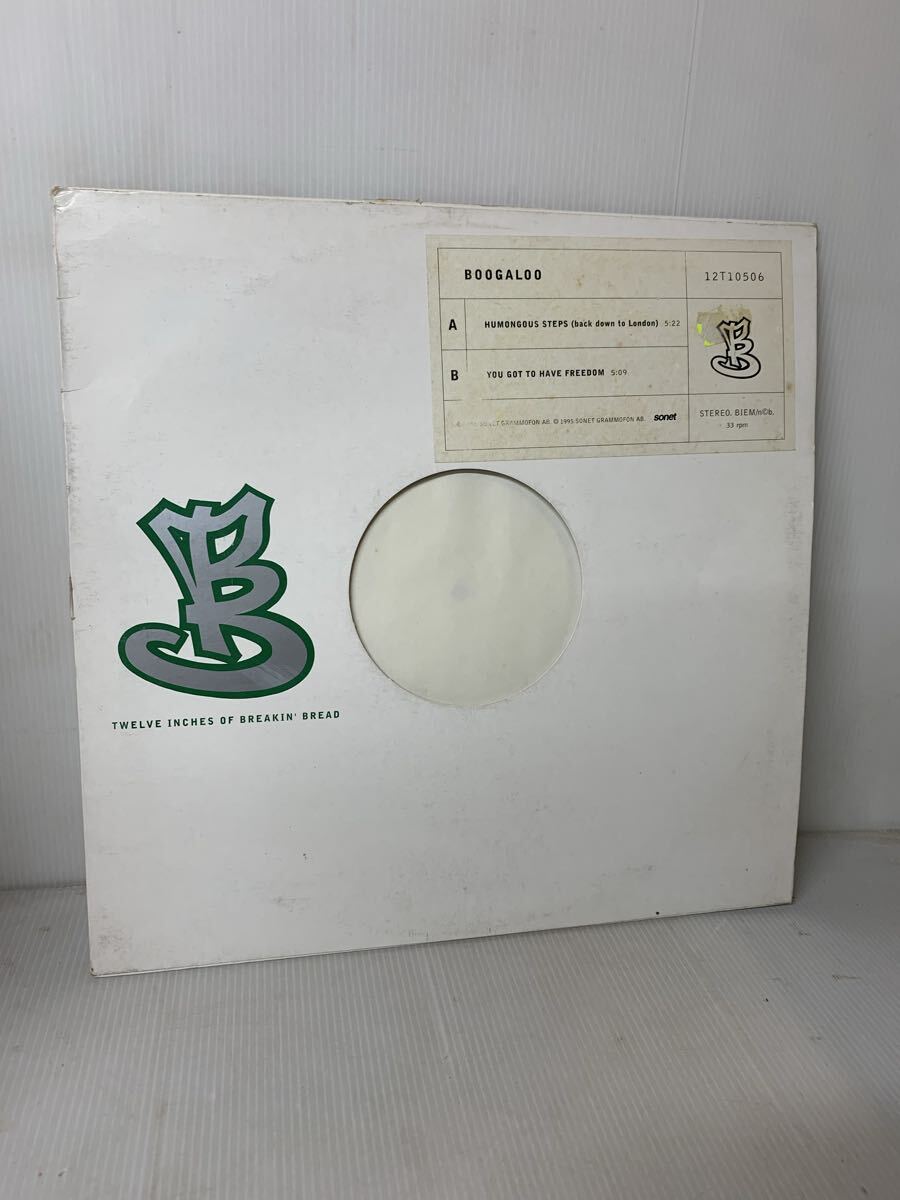 BOOGALOO
12T10506
A
HUMONGOUS STEPS (back down to London) 5:22
B
YOU GOT TO HAVE FREEDOM 5:09
SONET GRAMMOFON AB. © 1995 SONET GRAMMOFON AB. sonet
STEREO. BIEM/n©b.
33 rpm
B
TWELVE INCHES OF BREAKIN' BREAD